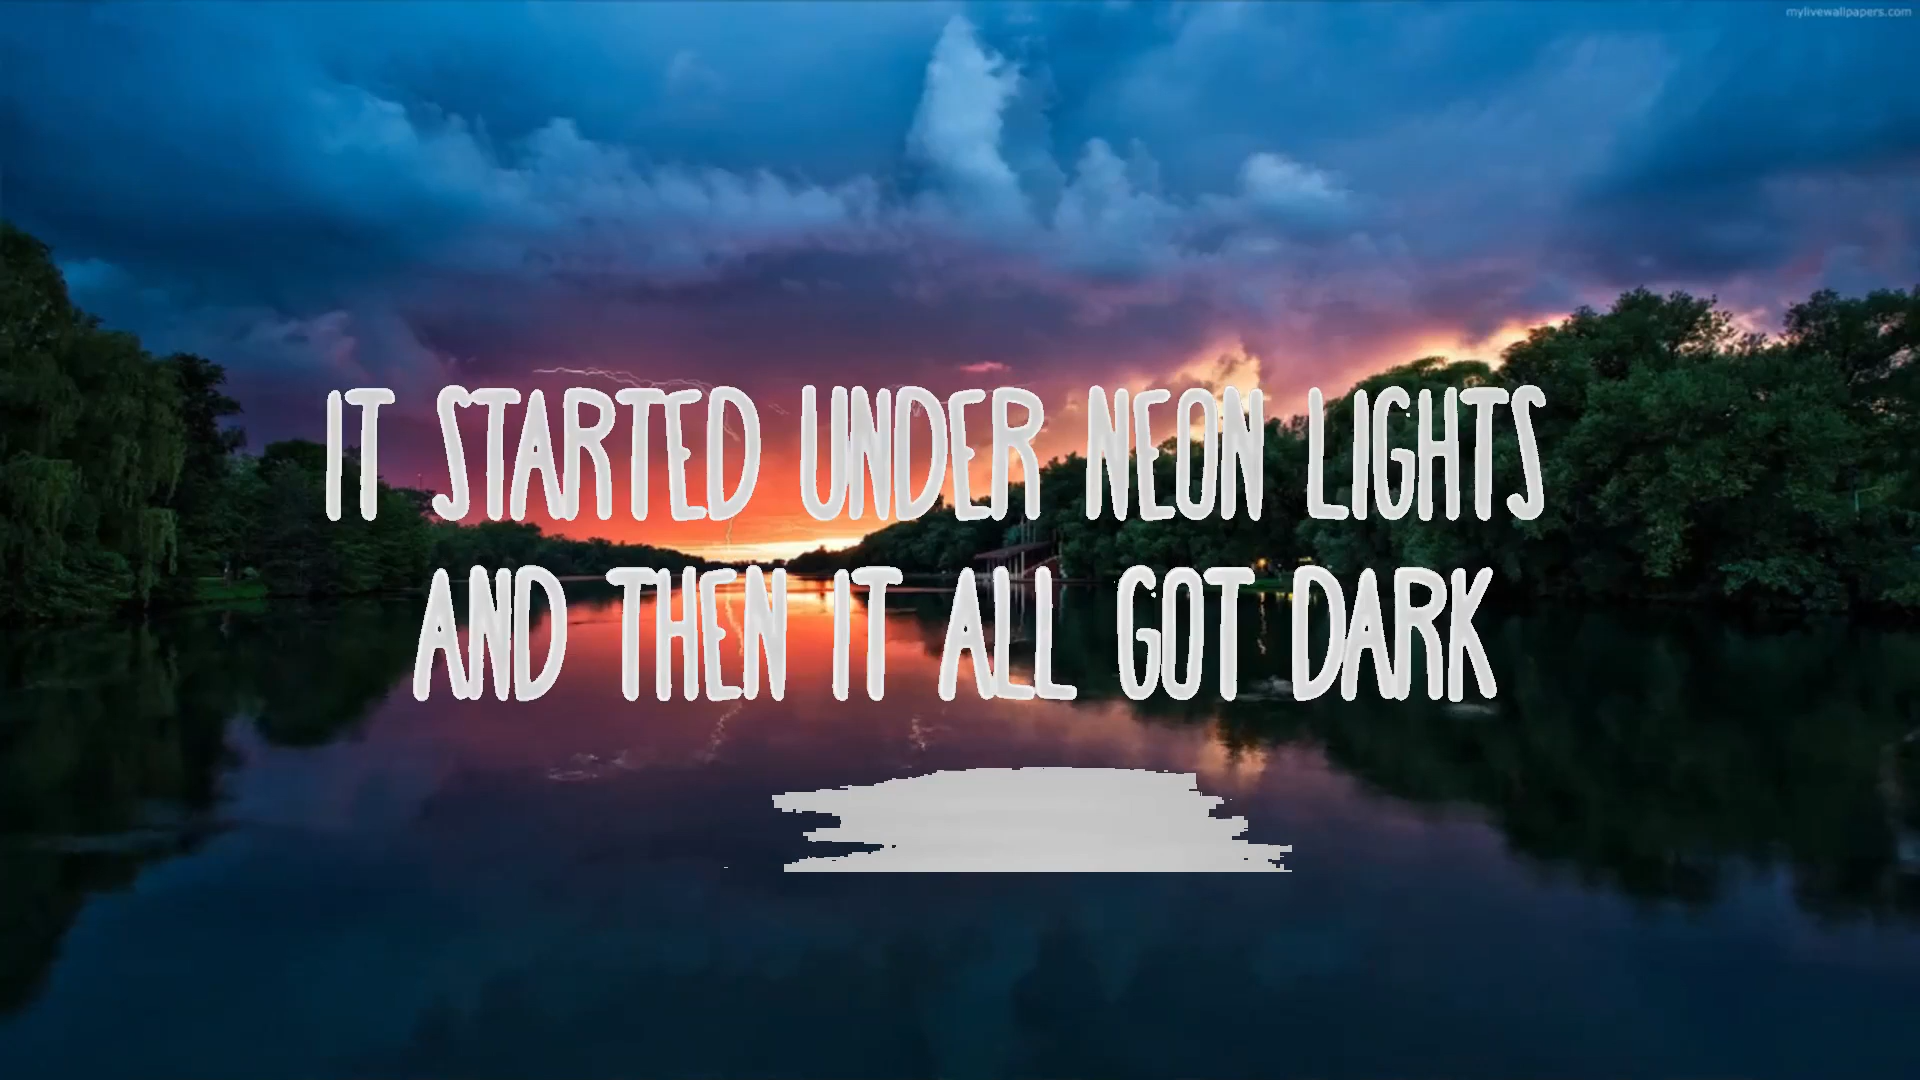 mylivewallpapers.com
IT STARTED UNDER NEON LIGHTS
AND THEN IT ALL GOT DARK